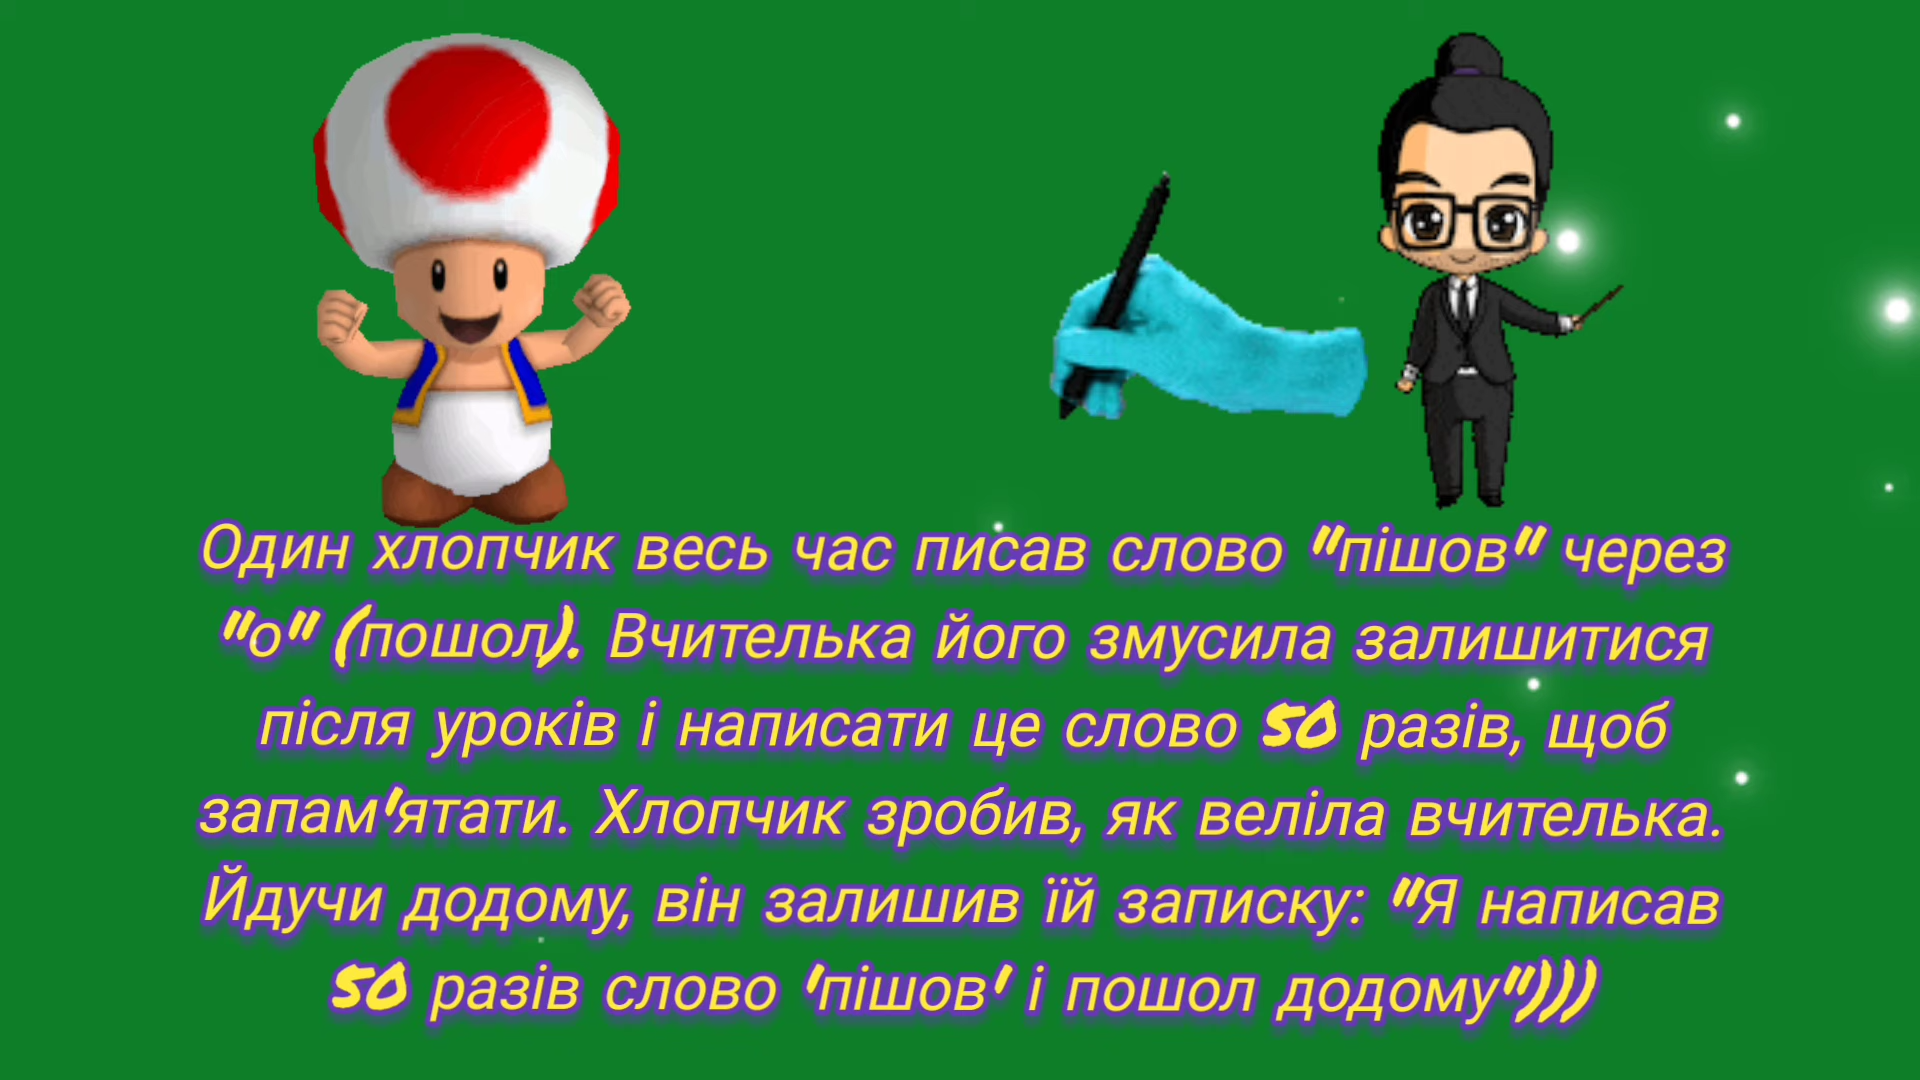 Один хлопчик весь час писав слово "пішов" через
"о" (пошол). Вчителька його змусила залишитися
після уроків і написати це слово 50 разів, щоб
запам'ятати. Хлопчик зробив, як веліла вчителька.
Йдучи додому, він залишив їй записку: "Я написав
50 разів слово 'пішов' і пошол додому")))